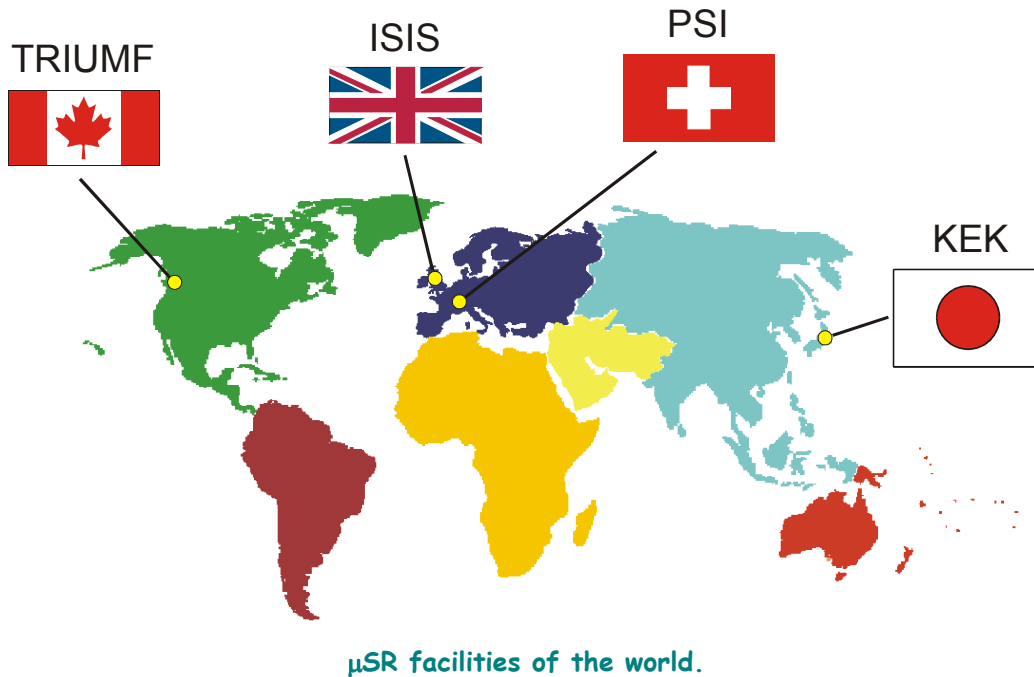 TRIUMF
ISIS
PSI
KEK
μSR facilities of the world.